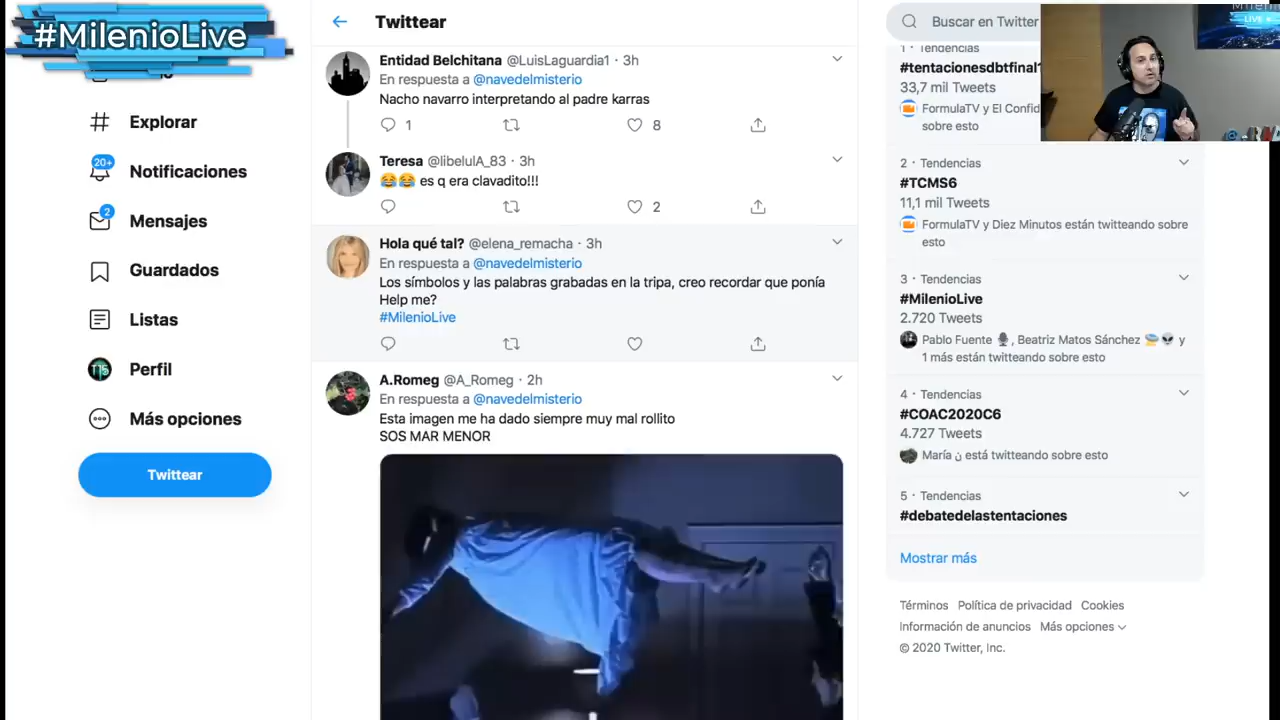 #MilenioLive
Explorar
20+
Notificaciones
2
Mensajes
Guardados
Listas
Perfil
Más opciones
Twittear
Twittear
Entidad Belchitana @LuisLaguardia1 · 3h
En respuesta a @navedelmisterio
Nacho navarro interpretando al padre karras
1 8
Teresa @libelulA_83 · 3h
😂😂 es q era clavadito!!!
2
Hola qué tal? @elena_remacha · 3h
En respuesta a @navedelmisterio
Los símbolos y las palabras grabadas en la tripa, creo recordar que ponía
Help me?
#MilenioLive
A.Romeg @A_Romeg · 2h
En respuesta a @navedelmisterio
Esta imagen me ha dado siempre muy mal rollito
SOS MAR MENOR
Buscar en Twitter
LIVE
1 · Tendencias
#tentacionesdbtfinal
33,7 mil Tweets
FormulaTV y El Confid
sobre esto
2 · Tendencias
#TCMS6
11,1 mil Tweets
FormulaTV y Diez Minutos están twitteando sobre
esto
3 · Tendencias
#MilenioLive
2.720 Tweets
Pablo Fuente 🎙️, Beatriz Matos Sánchez 🛸👽 y
1 más están twitteando sobre esto
4 · Tendencias
#COAC2020C6
4.727 Tweets
María ن está twitteando sobre esto
5 · Tendencias
#debatedelastentaciones
Mostrar más
Términos Política de privacidad Cookies
Información de anuncios Más opciones
© 2020 Twitter, Inc.